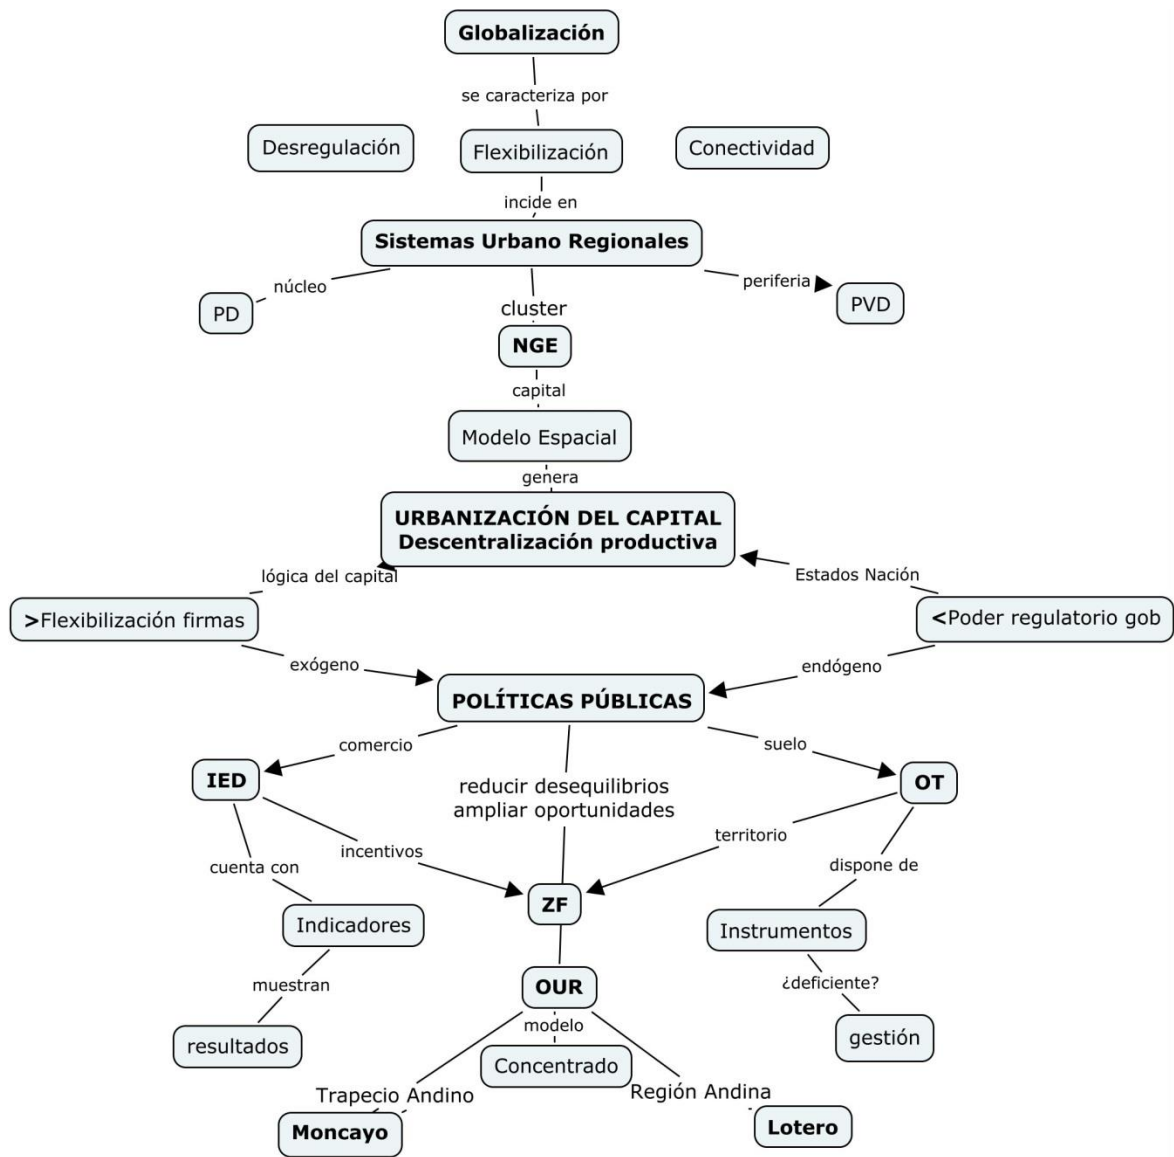 Globalización
se caracteriza por
Desregulación
Flexibilización
Conectividad
incide en
Sistemas Urbano Regionales
núcleo
periferia
PD
cluster
PVD
NGE
capital
Modelo Espacial
genera
URBANIZACIÓN DEL CAPITAL
Descentralización productiva
lógica del capital
Estados Nación
>Flexibilización firmas
<Poder regulatorio gob
exógeno
endógeno
POLÍTICAS PÚBLICAS
comercio
suelo
IED
reducir desequilibrios
ampliar oportunidades
OT
incentivos
territorio
cuenta con
dispone de
ZF
Indicadores
Instrumentos
muestran
¿deficiente?
OUR
modelo
resultados
Concentrado
gestión
Trapecio Andino
Región Andina
Moncayo
Lotero